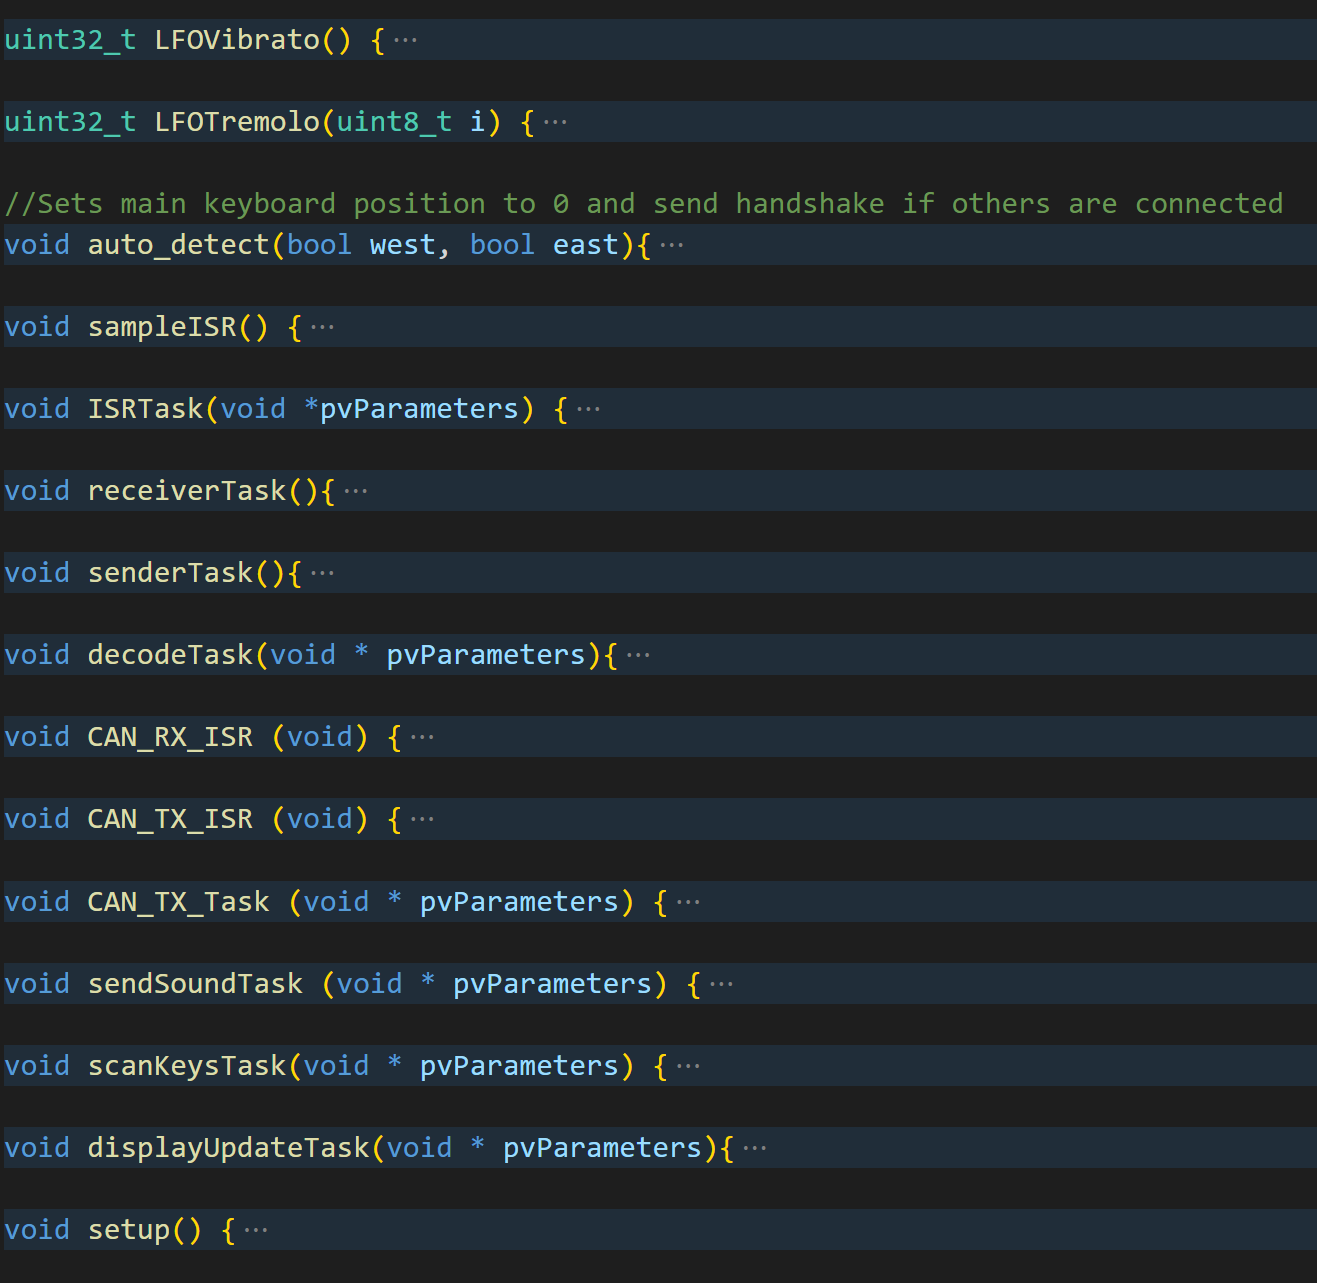 uint32_t LFOVibrato() {···
uint32_t LFOTremolo(uint8_t i) {···
//Sets main keyboard position to 0 and send handshake if others are connected
void auto_detect(bool west, bool east){···
void sampleISR() {···
void ISRTask(void *pvParameters) {···
void receiverTask(){···
void senderTask(){···
void decodeTask(void * pvParameters){···
void CAN_RX_ISR (void) {···
void CAN_TX_ISR (void) {···
void CAN_TX_Task (void * pvParameters) {···
void sendSoundTask (void * pvParameters) {···
void scanKeysTask(void * pvParameters) {···
void displayUpdateTask(void * pvParameters){···
void setup() {···